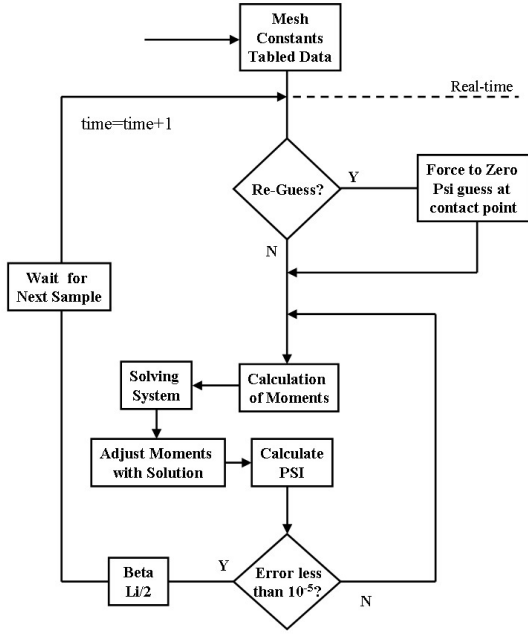 Mesh
Constants
Tabled Data
Real-time
time=time+1
Re-Guess?
Y
Force to Zero
Psi guess at
contact point
N
Wait for
Next Sample
Solving
System
Calculation
of Moments
Adjust Moments
with Solution
Calculate
PSI
Beta
Li/2
Y
Error less
than 10⁻⁵?
N